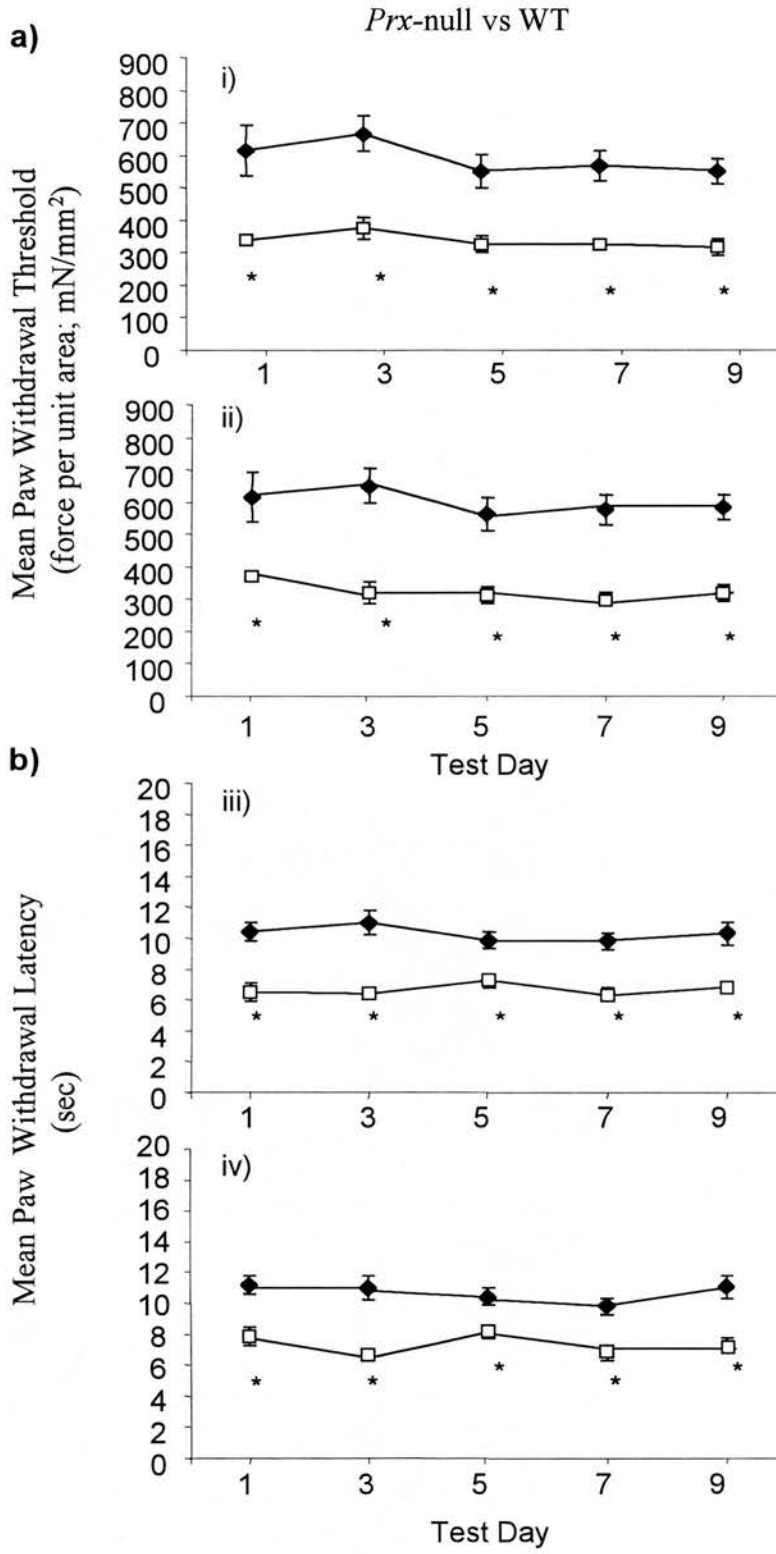 Prx-null vs WT
a)
Mean Paw Withdrawal Threshold
(force per unit area; mN/mm²)
i)
900
800
700
600
500
400
300
200
100
0
* * * * *
1 3 5 7 9
ii)
900
800
700
600
500
400
300
200
100
0
* * * * *
1 3 5 7 9
Test Day
b)
Mean Paw Withdrawal Latency
(sec)
iii)
20
18
16
14
12
10
8
6
4
2
0
* * * * *
1 3 5 7 9
iv)
20
18
16
14
12
10
8
6
4
2
0
* * * * *
1 3 5 7 9
Test Day